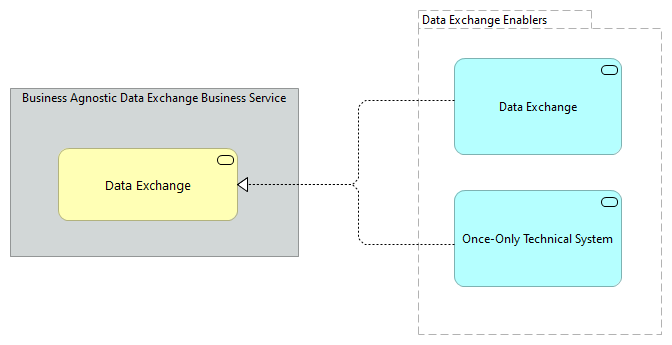 Data Exchange Enablers
Business Agnostic Data Exchange Business Service
Data Exchange
Data Exchange
Once-Only Technical System